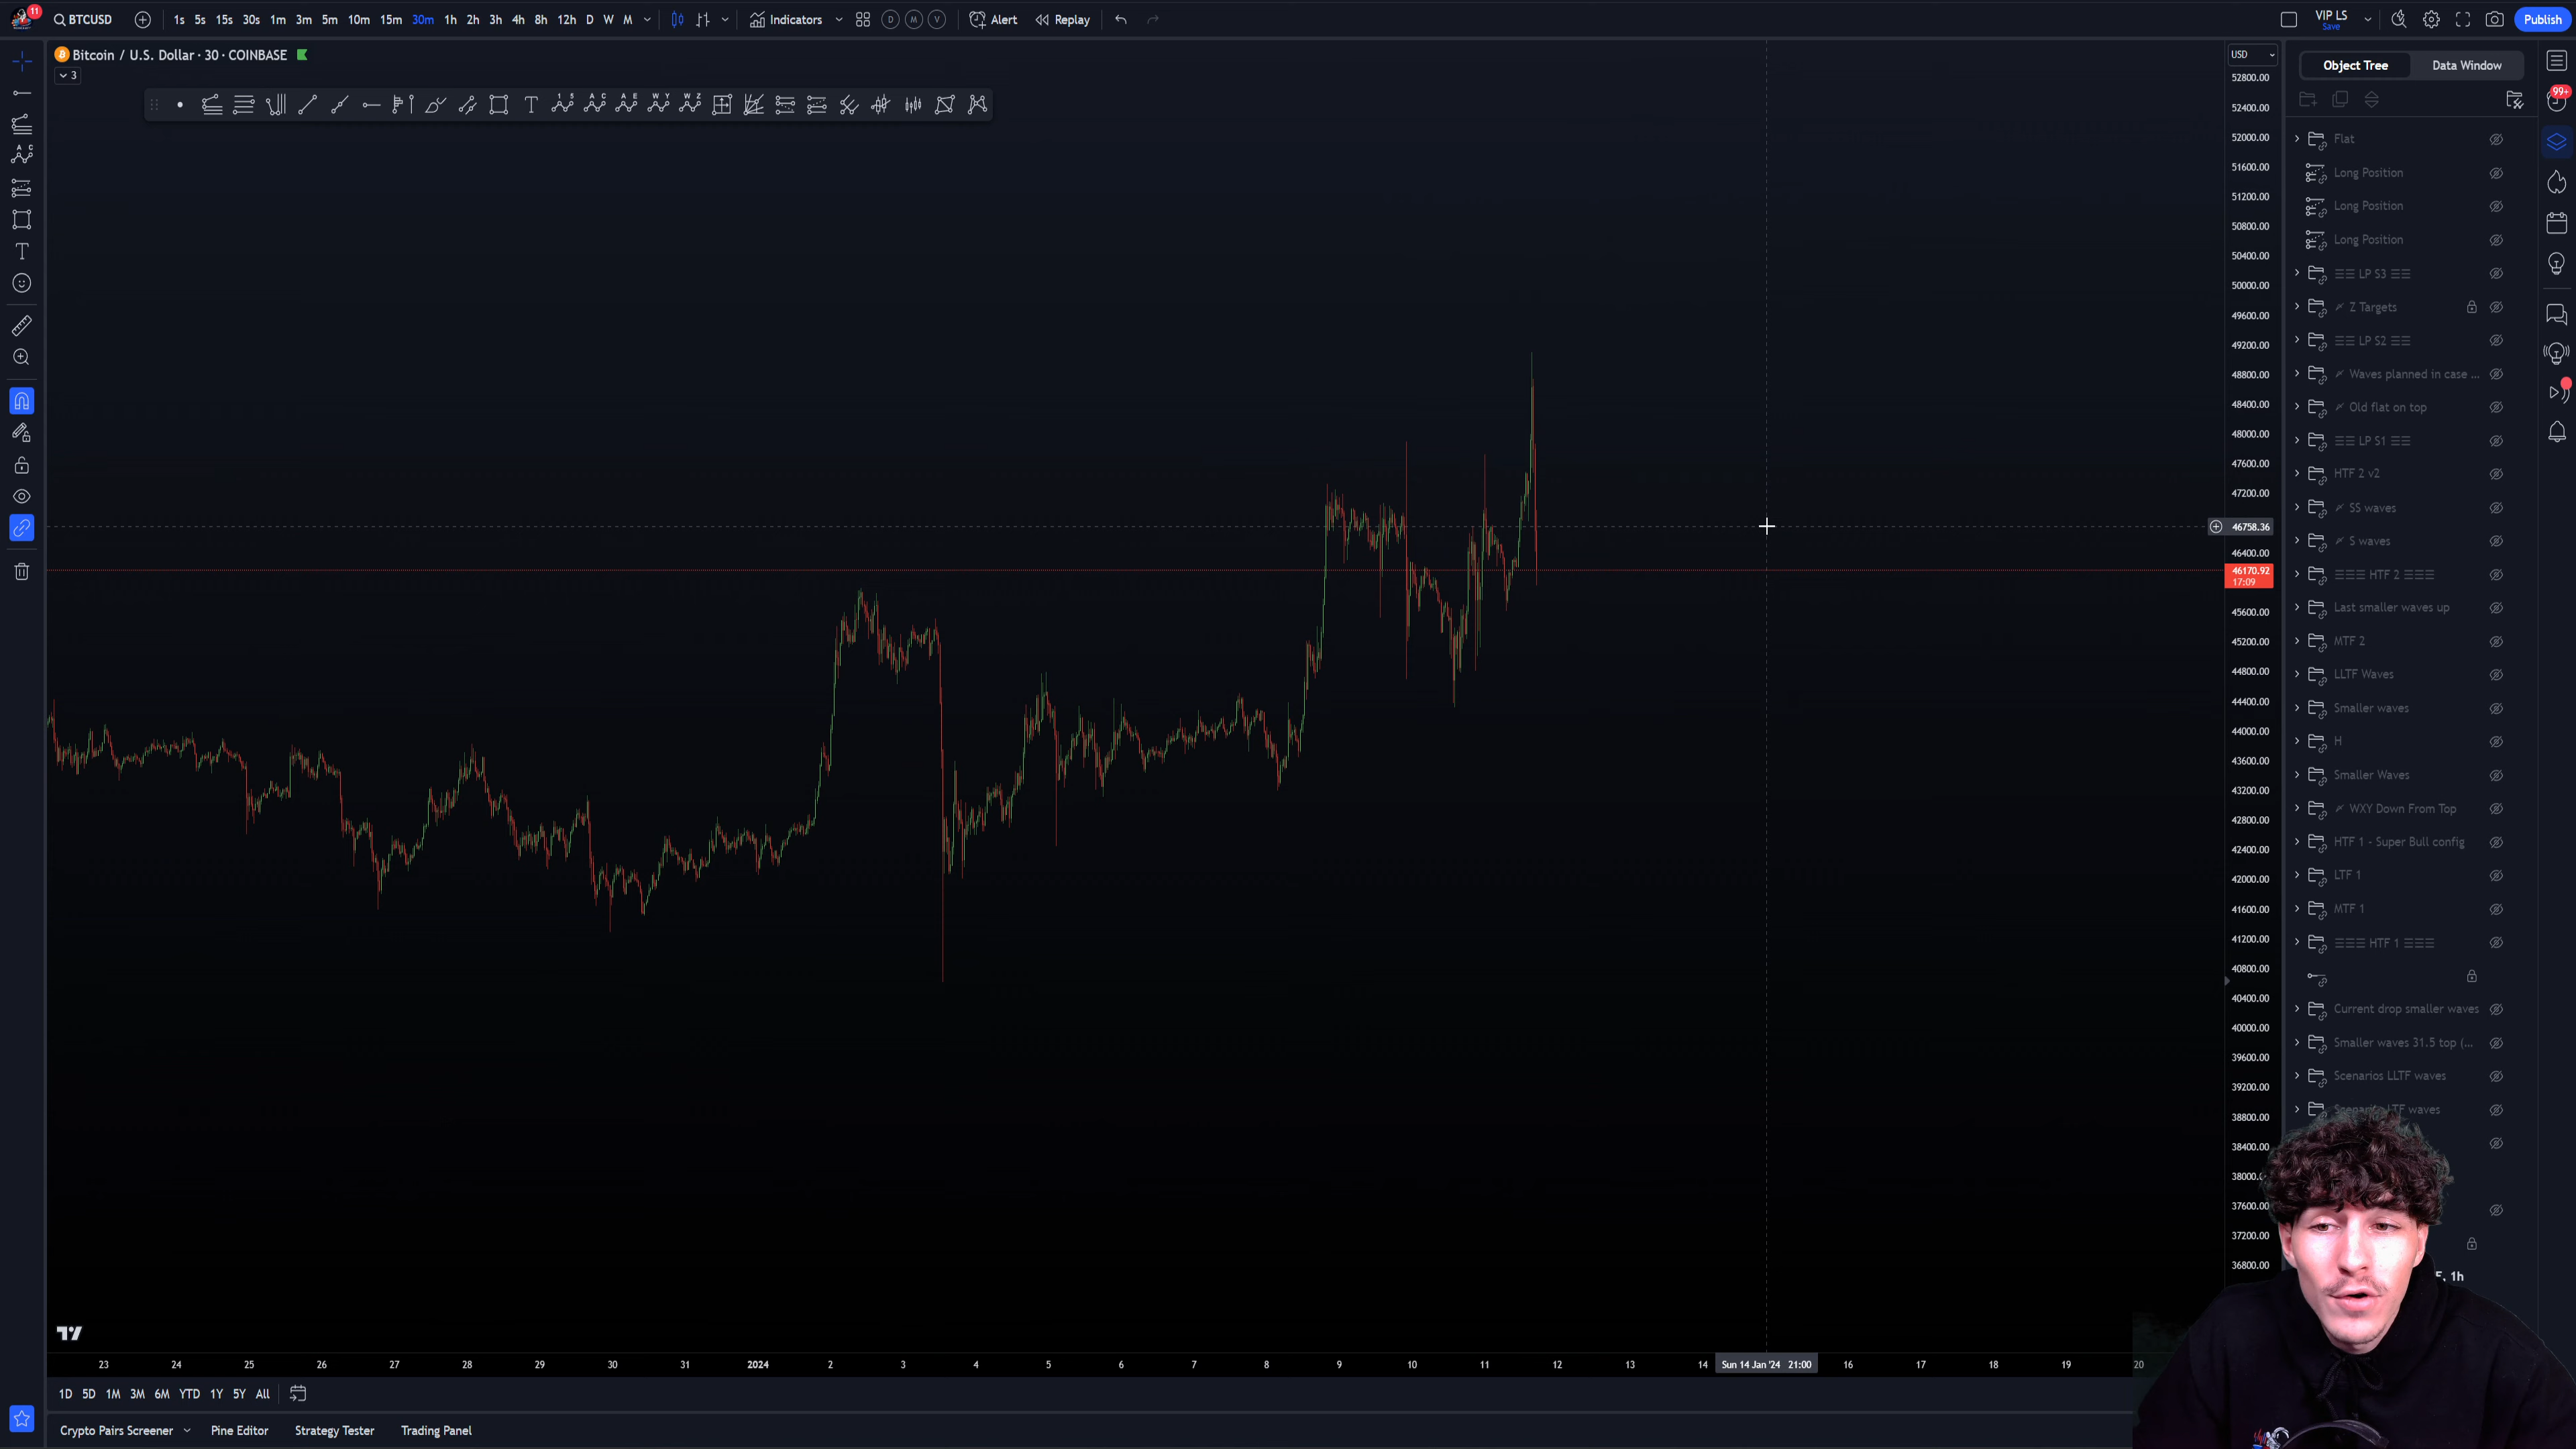 11
BTCUSD
1s 5s 15s 30s 1m 3m 5m 10m 15m 30m 1h 2h 3h 4h 8h 12h D W M
Indicators
D M V
Alert
Replay
VIP LS
Save
Publish
Bitcoin / U.S. Dollar · 30 · COINBASE
3
USD
Object Tree
Data Window
99+
52800.00
52400.00
52000.00
51600.00
51200.00
50800.00
50400.00
50000.00
49600.00
49200.00
48800.00
48400.00
48000.00
47600.00
47200.00
46758.36
46400.00
46170.92
17:09
45600.00
45200.00
44800.00
44400.00
44000.00
43600.00
43200.00
42800.00
42400.00
42000.00
41600.00
41200.00
40800.00
40400.00
40000.00
39600.00
39200.00
38800.00
38400.00
38000.
37600.00
37200.00
36800.00
Flat
Long Position
Long Position
Long Position
☰☰ LP S3 ☰☰
Z Targets
☰☰ LP S2 ☰☰
Waves planned in case ...
Old flat on top
☰☰ LP S1 ☰☰
HTF 2 v2
SS waves
S waves
☰☰☰ HTF 2 ☰☰☰
Last smaller waves up
MTF 2
LLTF Waves
Smaller waves
H
Smaller Waves
WXY Down From Top
HTF 1 - Super Bull config
LTF 1
MTF 1
☰☰☰ HTF 1 ☰☰☰
Current drop smaller waves
Smaller waves 31.5 top (...
Scenarios LLTF waves
Scenarios LTF waves
1h
23 24 25 26 27 28 29 30 31 2024 2 3 4 5 6 7 8 9 10 11 12 13 14 Sun 14 Jan '24 21:00 16 17 18 19 20
1D 5D 1M 3M 6M YTD 1Y 5Y All
Crypto Pairs Screener
Pine Editor
Strategy Tester
Trading Panel